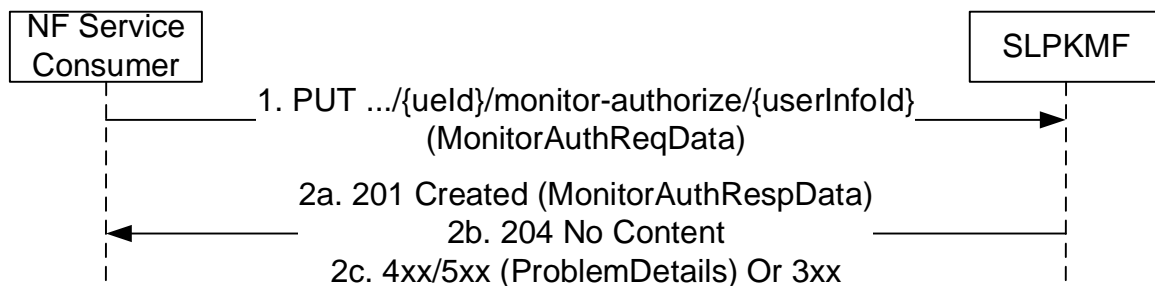 NF Service
Consumer
SLPKMF
1. PUT .../{ueId}/monitor-authorize/{userInfoId}
(MonitorAuthReqData)
2a. 201 Created (MonitorAuthRespData)
2b. 204 No Content
2c. 4xx/5xx (ProblemDetails) Or 3xx